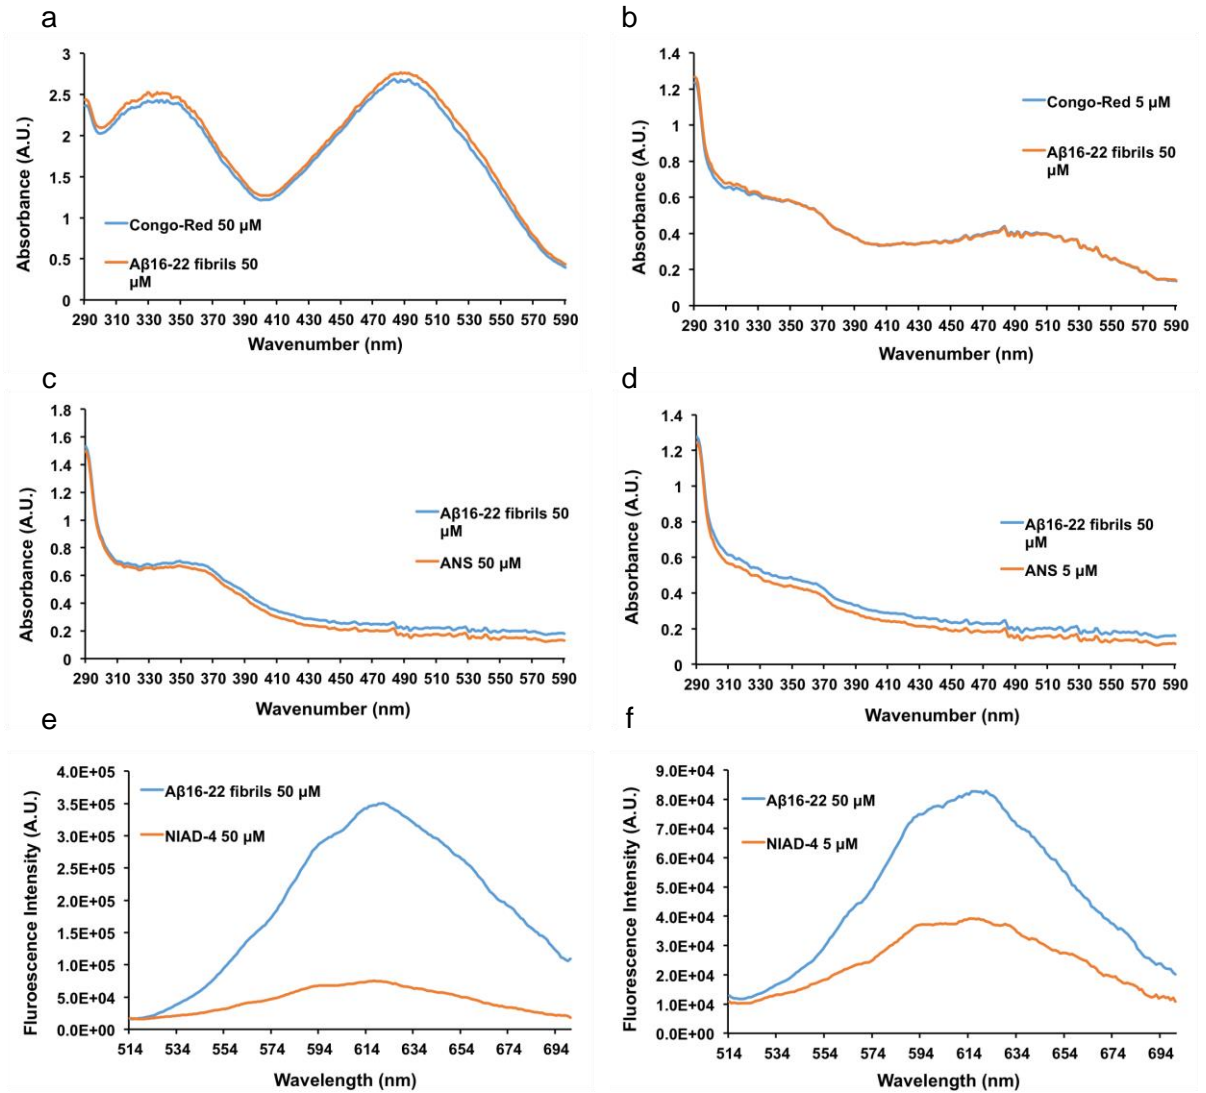 a
Absorbance (A.U.)
3
2.5
2
1.5
1
0.5
0
Congo-Red 50 µM
Aβ16-22 fibrils 50
µM
290 310 330 350 370 390 410 430 450 470 490 510 530 550 570 590
Wavenumber (nm)
b
Absorbance (A.U.)
1.4
1.2
1
0.8
0.6
0.4
0.2
0
Congo-Red 5 µM
Aβ16-22 fibrils 50
µM
290 310 330 350 370 390 410 430 450 470 490 510 530 550 570 590
Wavenumber (nm)
c
Absorbance (A.U.)
1.8
1.6
1.4
1.2
1
0.8
0.6
0.4
0.2
0
Aβ16-22 fibrils 50
µM
ANS 50 µM
290 310 330 350 370 390 410 430 450 470 490 510 530 550 570 590
Wavenumber (nm)
d
Absorbance (A.U.)
1.4
1.2
1
0.8
0.6
0.4
0.2
0
Aβ16-22 fibrils 50
µM
ANS 5 µM
290 310 330 350 370 390 410 430 450 470 490 510 530 550 570 590
Wavenumber (nm)
e
Fluroescence Intensity (A.U.)
4.0E+05
3.5E+05
3.0E+05
2.5E+05
2.0E+05
1.5E+05
1.0E+05
5.0E+04
0.0E+00
Aβ16-22 fibrils 50 µM
NIAD-4 50 µM
514 534 554 574 594 614 634 654 674 694
Wavelength (nm)
f
Fluorescence Intensity (A.U.)
9.0E+04
8.0E+04
7.0E+04
6.0E+04
5.0E+04
4.0E+04
3.0E+04
2.0E+04
1.0E+04
0.0E+00
Aβ16-22 50 µM
NIAD-4 5 µM
514 534 554 574 594 614 634 654 674 694
Wavelength (nm)